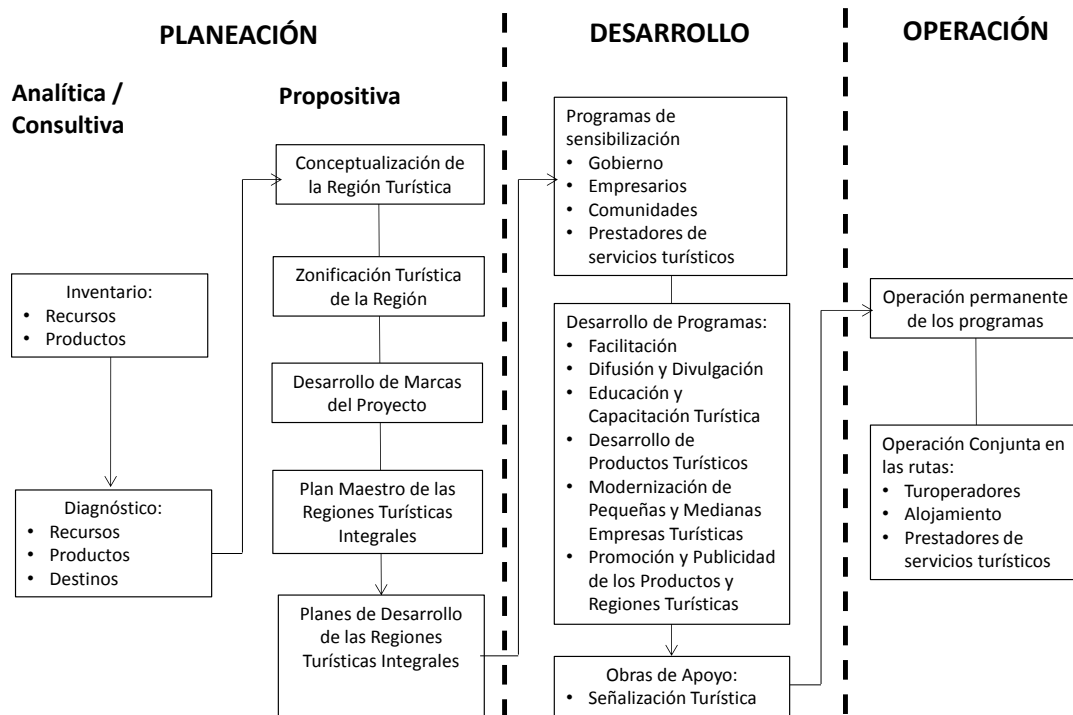 PLANEACIÓN
Analítica /
Consultiva
Inventario:
• Recursos
• Productos
Diagnóstico:
• Recursos
• Productos
• Destinos
Propositiva
Conceptualización de
la Región Turística
Zonificación Turística
de la Región
Desarrollo de Marcas
del Proyecto
Plan Maestro de las
Regiones Turísticas
Integrales
Planes de Desarrollo
de las Regiones
Turísticas Integrales
DESARROLLO
Programas de
sensibilización
• Gobierno
• Empresarios
• Comunidades
• Prestadores de
servicios turísticos
Desarrollo de Programas:
• Facilitación
• Difusión y Divulgación
• Educación y
Capacitación Turística
• Desarrollo de
Productos Turísticos
• Modernización de
Pequeñas y Medianas
Empresas Turísticas
• Promoción y Publicidad
de los Productos y
Regiones Turísticas
Obras de Apoyo:
• Señalización Turística
OPERACIÓN
Operación permanente
de los programas
Operación Conjunta en
las rutas:
• Turoperadores
• Alojamiento
• Prestadores de
servicios turísticos